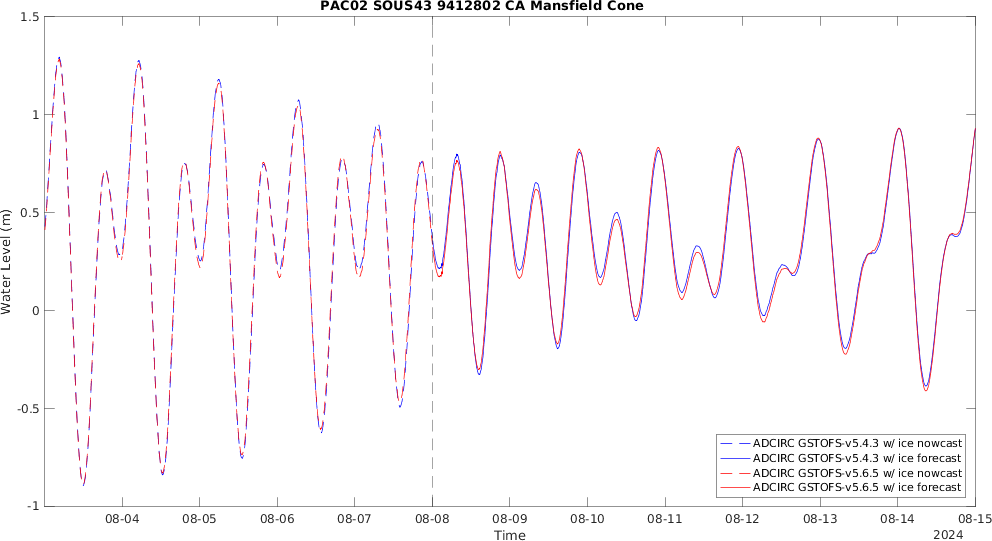 PAC02 SOUS43 9412802 CA Mansfield Cone
1.5
1
0.5
0
-0.5
-1
Water Level (m)
ADCIRC GSTOFS-v5.4.3 w/ ice nowcast
ADCIRC GSTOFS-v5.4.3 w/ ice forecast
ADCIRC GSTOFS-v5.6.5 w/ ice nowcast
ADCIRC GSTOFS-v5.6.5 w/ ice forecast
08-04 08-05 08-06 08-07 08-08 08-09 08-10 08-11 08-12 08-13 08-14 08-15
Time
2024